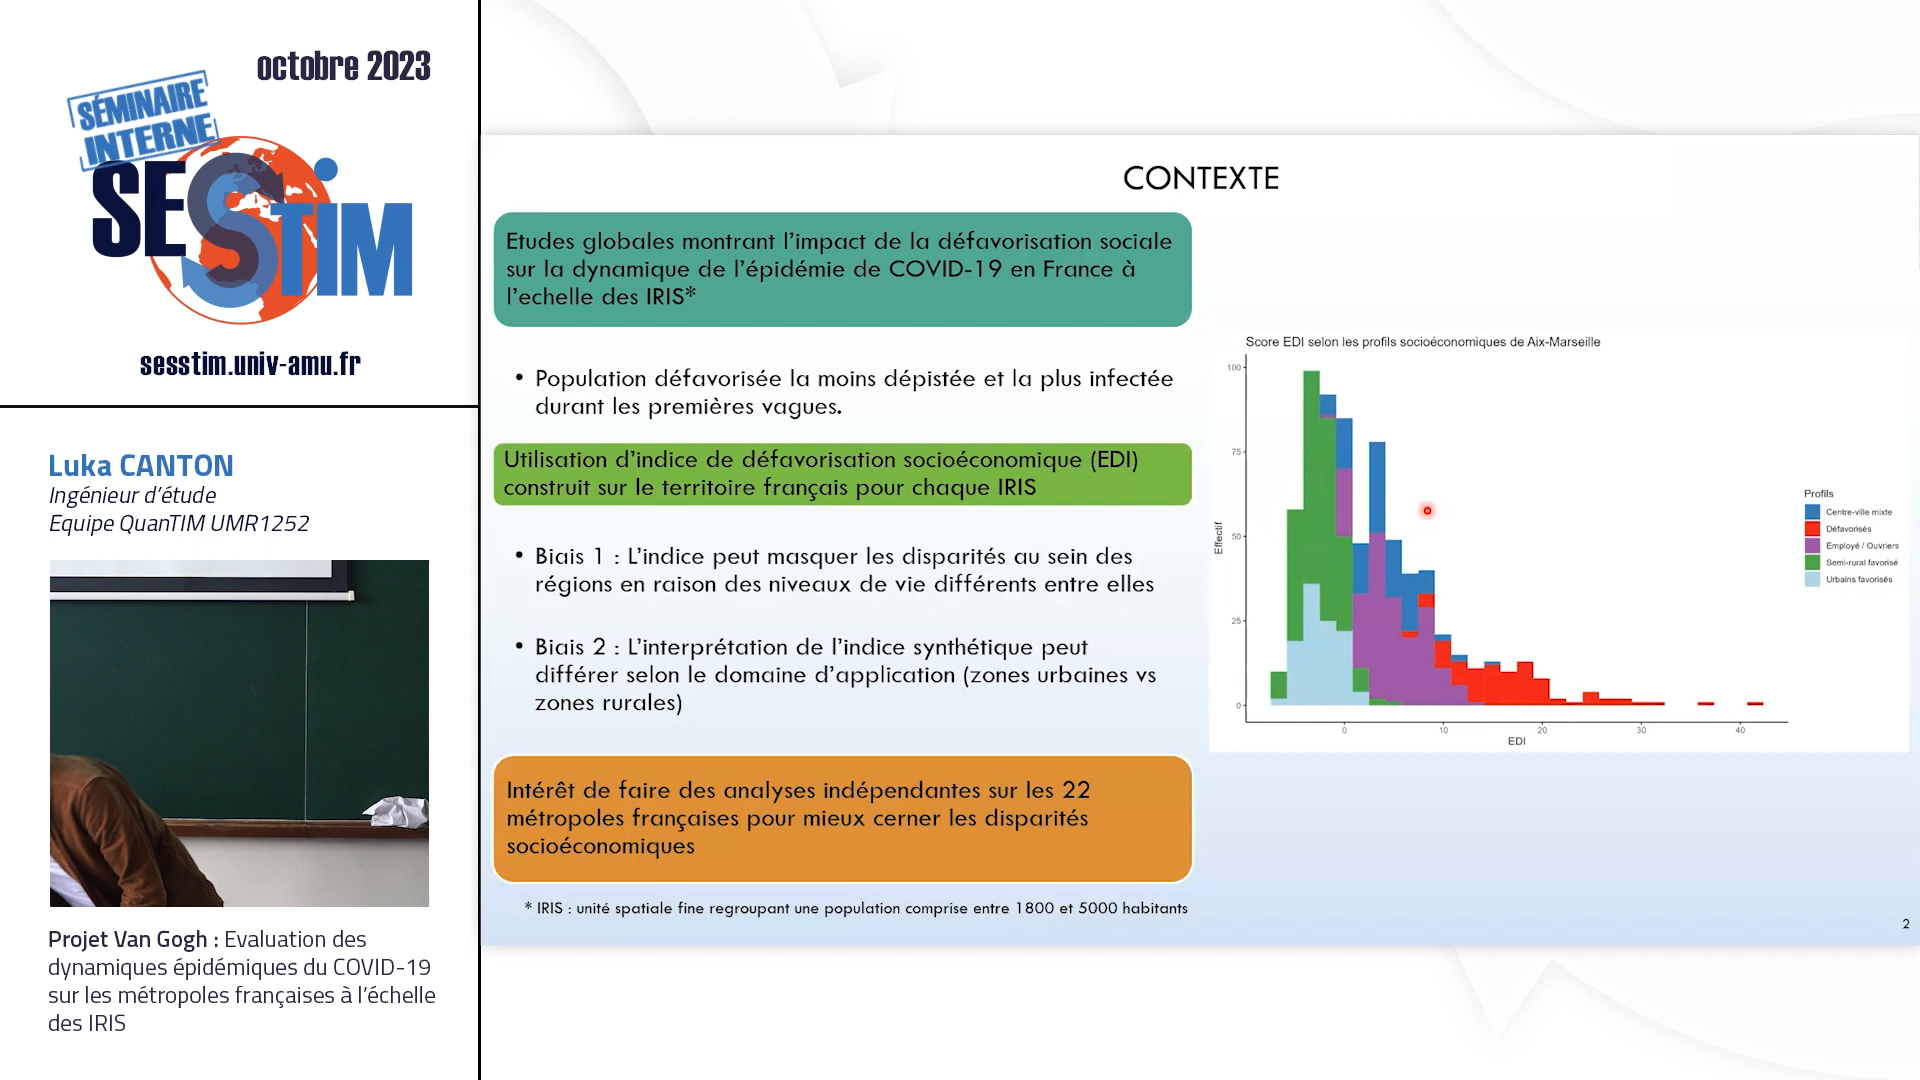 octobre 2023
SÉMINAIRE
INTERNE
SESSTIM
sesstim.univ-amu.fr
Luka CANTON
Ingénieur d'étude
Equipe QuanTIM UMR1252
Projet Van Gogh : Evaluation des
dynamiques épidémiques du COVID-19
sur les métropoles françaises à l'échelle
des IRIS
CONTEXTE
Etudes globales montrant l'impact de la défavorisation sociale
sur la dynamique de l'épidémie de COVID-19 en France à
l'echelle des IRIS*
• Population défavorisée la moins dépistée et la plus infectée
durant les premières vagues.
Utilisation d'indice de défavorisation socioéconomique (EDI)
construit sur le territoire français pour chaque IRIS
• Biais 1 : L'indice peut masquer les disparités au sein des
régions en raison des niveaux de vie différents entre elles
• Biais 2 : L'interprétation de l'indice synthétique peut
différer selon le domaine d'application (zones urbaines vs
zones rurales)
Intérêt de faire des analyses indépendantes sur les 22
métropoles françaises pour mieux cerner les disparités
socioéconomiques
* IRIS : unité spatiale fine regroupant une population comprise entre 1800 et 5000 habitants
Score EDI selon les profils socioéconomiques de Aix-Marseille
100
75
50
25
0
Effectif
0 10 20 30 40
EDI
Profils
Centre-ville mixte
Défavorisés
Employé / Ouvriers
Semi-rural favorisé
Urbains favorisés
2